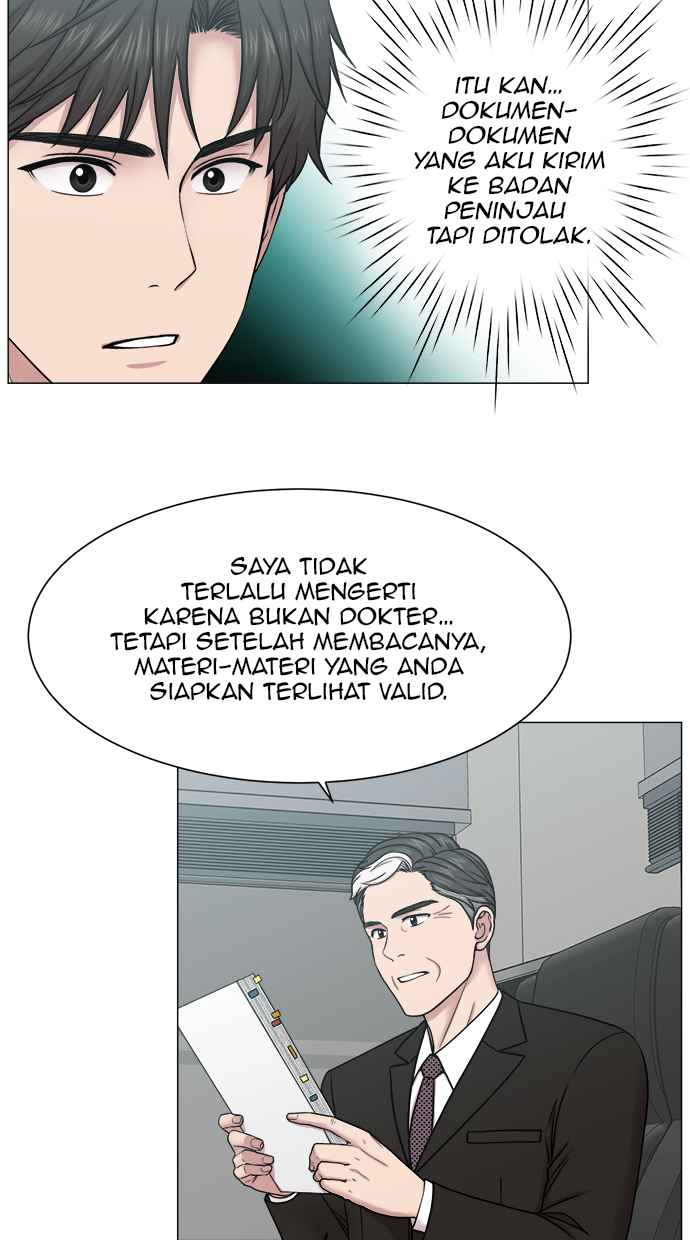 ITU KAN...
DOKUMEN-
DOKUMEN
YANG AKU KIRIM
KE BADAN
PENINJAU
TAPI DITOLAK.
SAYA TIDAK
TERLALU MENGERTI
KARENA BUKAN DOKTER...
TETAPI SETELAH MEMBACANYA,
MATERI-MATERI YANG ANDA
SIAPKAN TERLIHAT VALID.